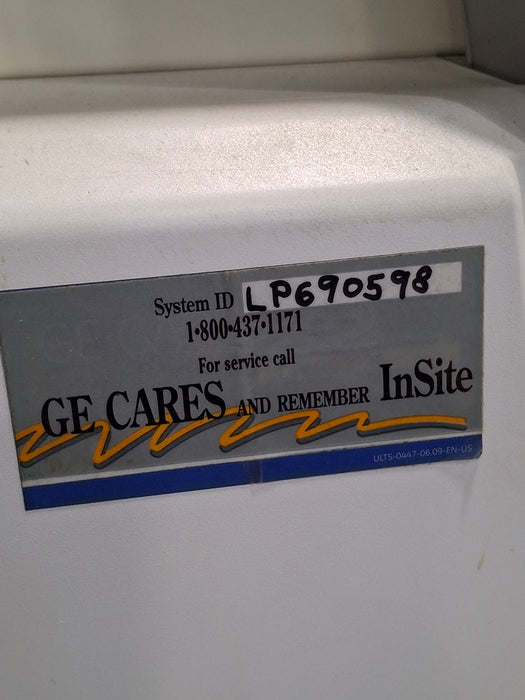 System ID LP690598
1•800•437•1171
For service call
GE CARES AND REMEMBER InSite
ULTS-0447-06.09-EN-US